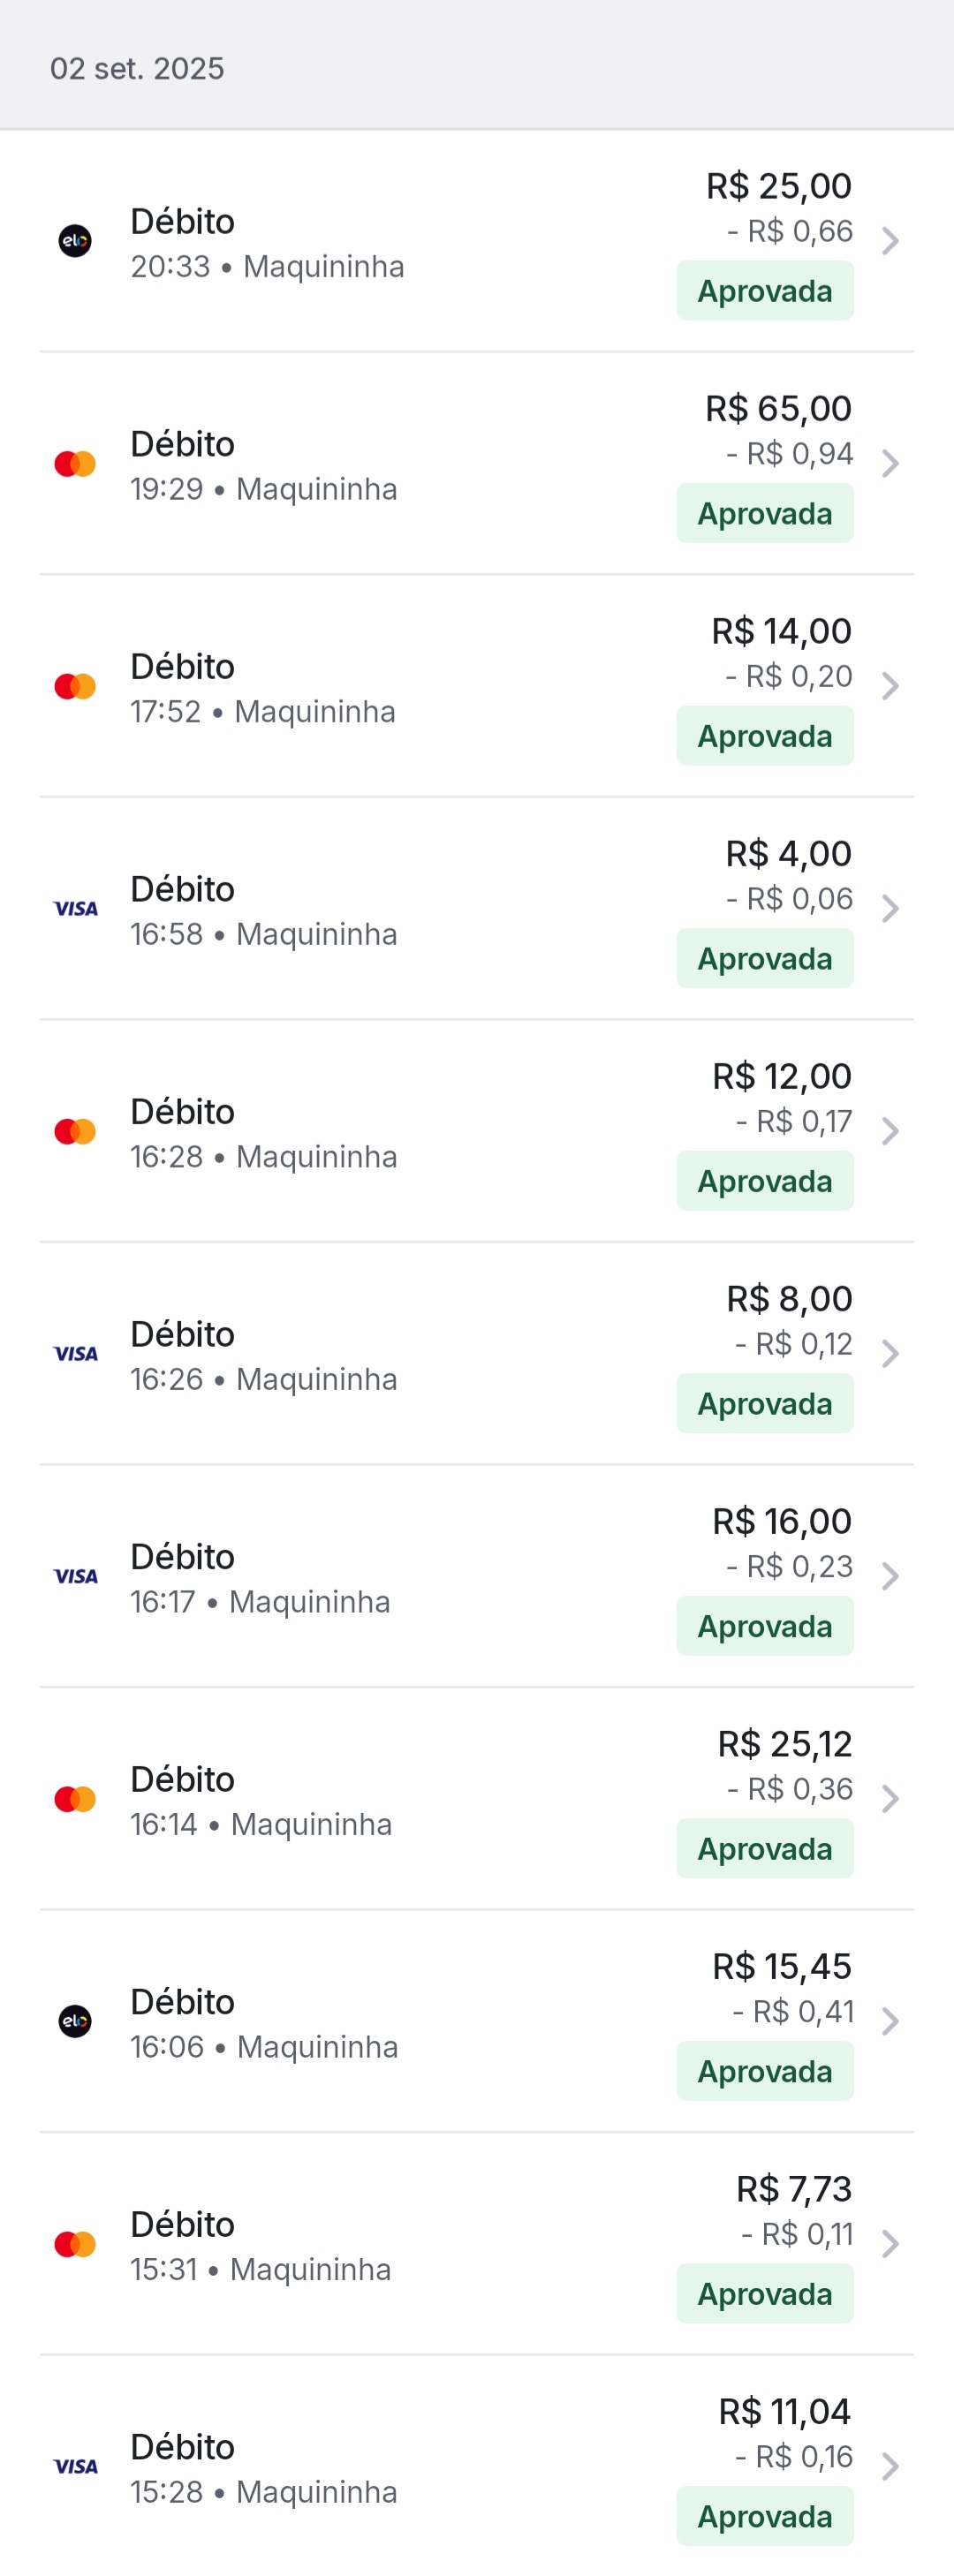 02 set. 2025
elo
Débito
20:33 • Maquininha
R$ 25,00
- R$ 0,66
Aprovada
Débito
19:29 • Maquininha
R$ 65,00
- R$ 0,94
Aprovada
Débito
17:52 • Maquininha
R$ 14,00
- R$ 0,20
Aprovada
VISA
Débito
16:58 • Maquininha
R$ 4,00
- R$ 0,06
Aprovada
Débito
16:28 • Maquininha
R$ 12,00
- R$ 0,17
Aprovada
VISA
Débito
16:26 • Maquininha
R$ 8,00
- R$ 0,12
Aprovada
VISA
Débito
16:17 • Maquininha
R$ 16,00
- R$ 0,23
Aprovada
Débito
16:14 • Maquininha
R$ 25,12
- R$ 0,36
Aprovada
elo
Débito
16:06 • Maquininha
R$ 15,45
- R$ 0,41
Aprovada
Débito
15:31 • Maquininha
R$ 7,73
- R$ 0,11
Aprovada
VISA
Débito
15:28 • Maquininha
R$ 11,04
- R$ 0,16
Aprovada